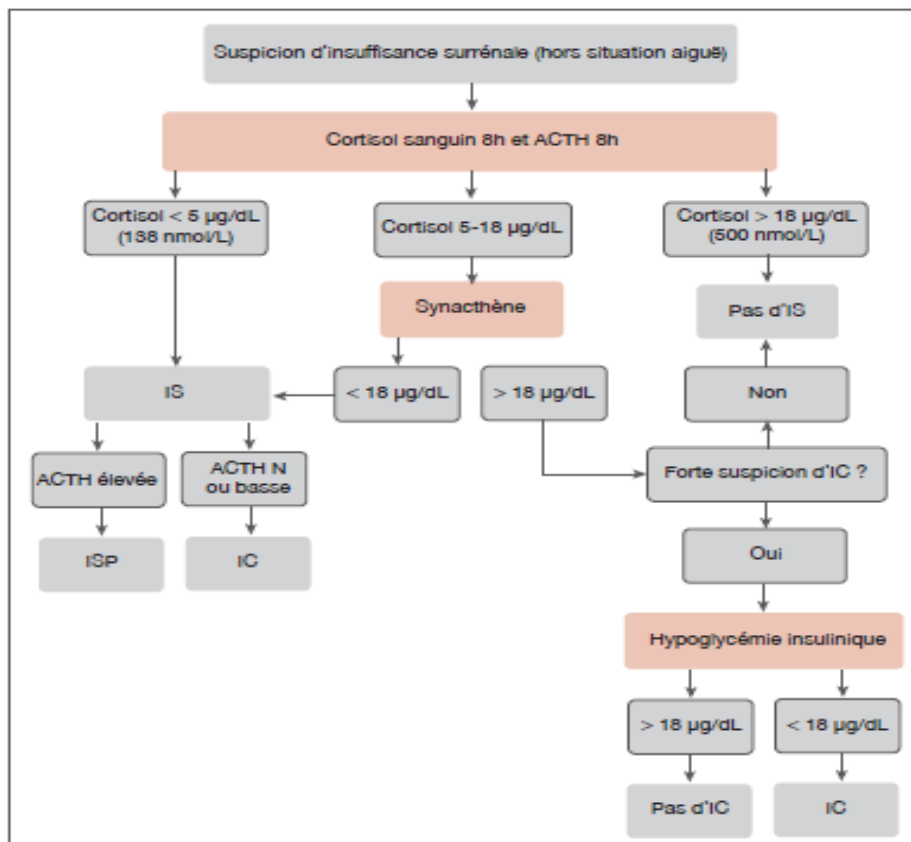 Suspicion d'insuffisance surrénale (hors situation aiguë)
Cortisol sanguin 8h et ACTH 8h
Cortisol < 5 µg/dL
(138 nmol/L)
Cortisol 5-18 µg/dL
Cortisol > 18 µg/dL
(500 nmol/L)
Synacthène
Pas d'IS
IS
< 18 µg/dL
> 18 µg/dL
Non
ACTH élevée
ACTH N
ou basse
Forte suspicion d'IC ?
ISP
IC
Oui
Hypoglycémie insulinique
> 18 µg/dL
< 18 µg/dL
Pas d'IC
IC